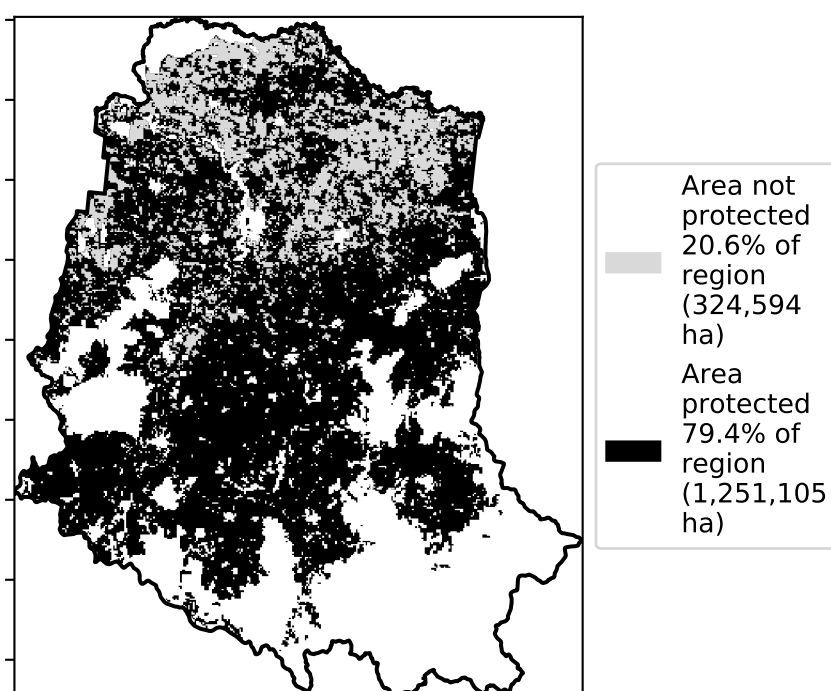 Area not
protected
20.6% of
region
(324,594
ha)
Area
protected
79.4% of
region
(1,251,105
ha)